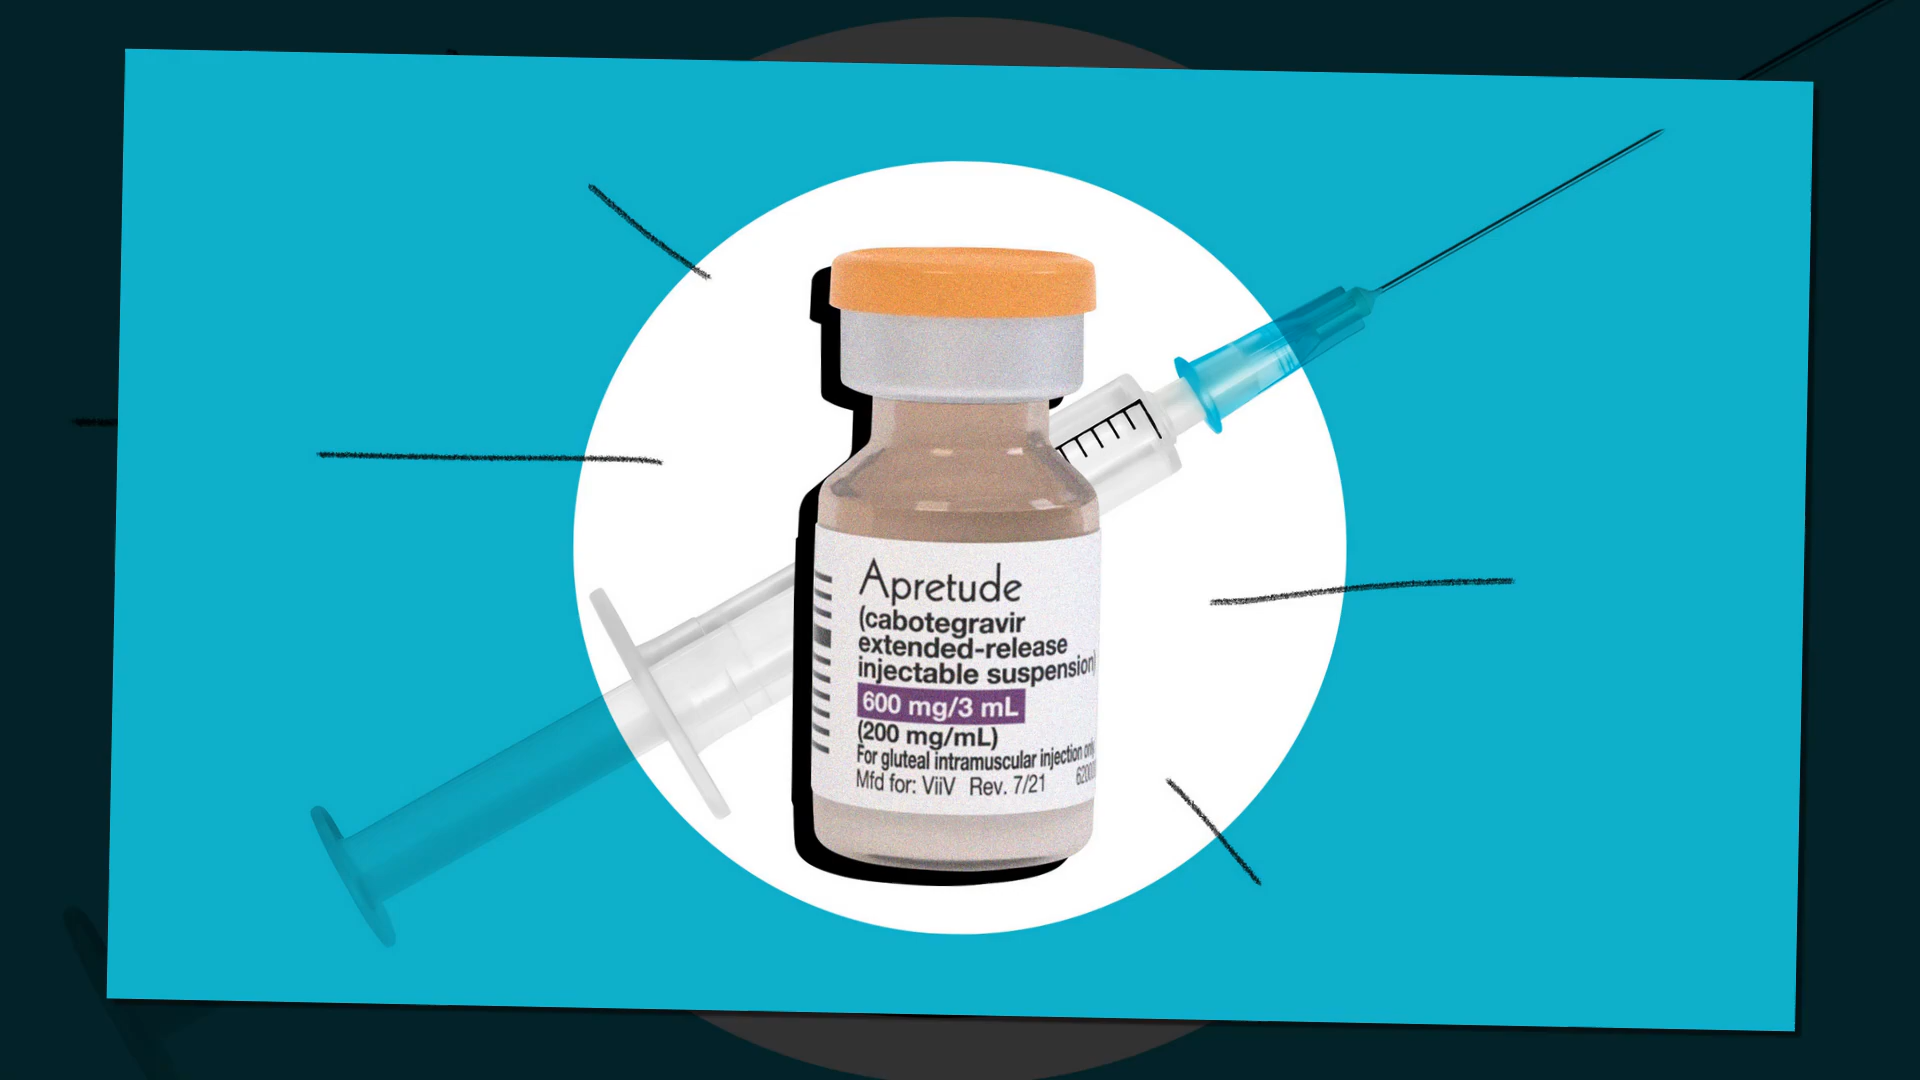 Apretude
(cabotegravir
extended-release
injectable suspension)
600 mg/3 mL
(200 mg/mL)
For gluteal intramuscular injection only
Mfd for: ViiV Rev. 7/21